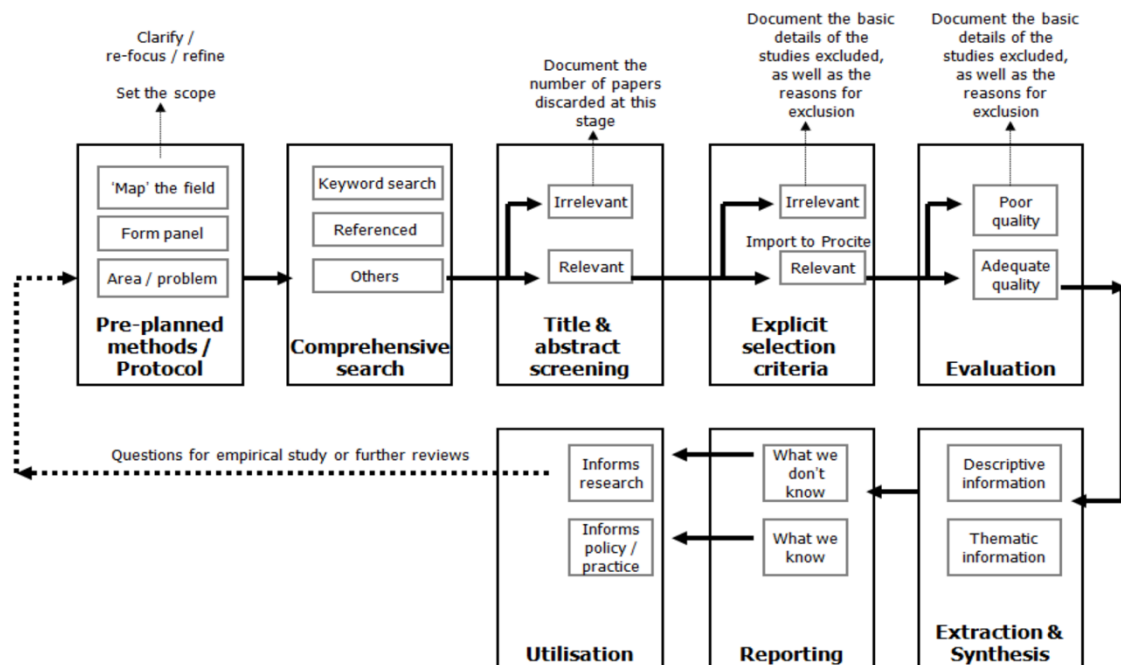 Clarify /
re-focus / refine
Set the scope
Document the
number of papers
discarded at this
stage
Document the basic
details of the
studies excluded,
as well as the
reasons for
exclusion
Document the basic
details of the
studies excluded,
as well as the
reasons for
exclusion
'Map' the field
Form panel
Area / problem
Pre-planned
methods /
Protocol
Keyword search
Referenced
Others
Comprehensive
search
Irrelevant
Relevant
Title &
abstract
screening
Irrelevant
Import to Procite
Relevant
Explicit
selection
criteria
Poor
quality
Adequate
quality
Evaluation
Questions for empirical study or further reviews
Informs
research
Informs
policy /
practice
Utilisation
What we
don't
know
What we
know
Reporting
Descriptive
information
Thematic
information
Extraction &
Synthesis